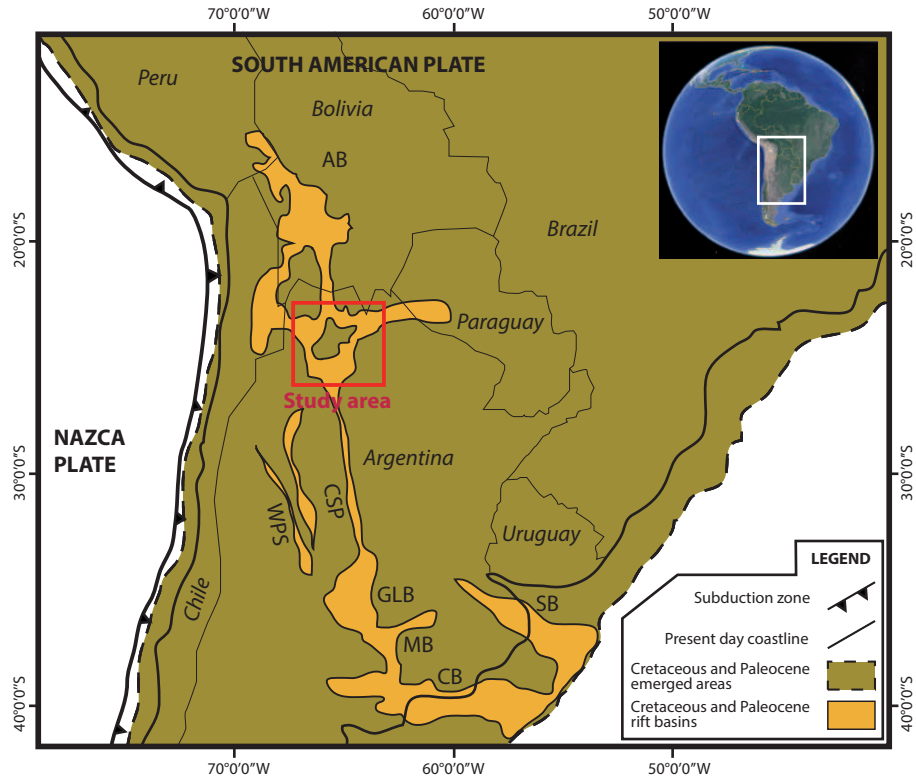 70°0'0"W
60°0'0"W
50°0'0"W
SOUTH AMERICAN PLATE
Peru
Bolivia
AB
Brazil
20°0'0"S
20°0'0"S
Paraguay
Study area
NAZCA
PLATE
Argentina
30°0'0"S
30°0'0"S
CSP
WPS
Uruguay
Chile
GLB
SB
MB
CB
LEGEND
Subduction zone
Present day coastline
Cretaceous and Paleocene
emerged areas
Cretaceous and Paleocene
rift basins
40°0'0"S
40°0'0"S
70°0'0"W
60°0'0"W
50°0'0"W